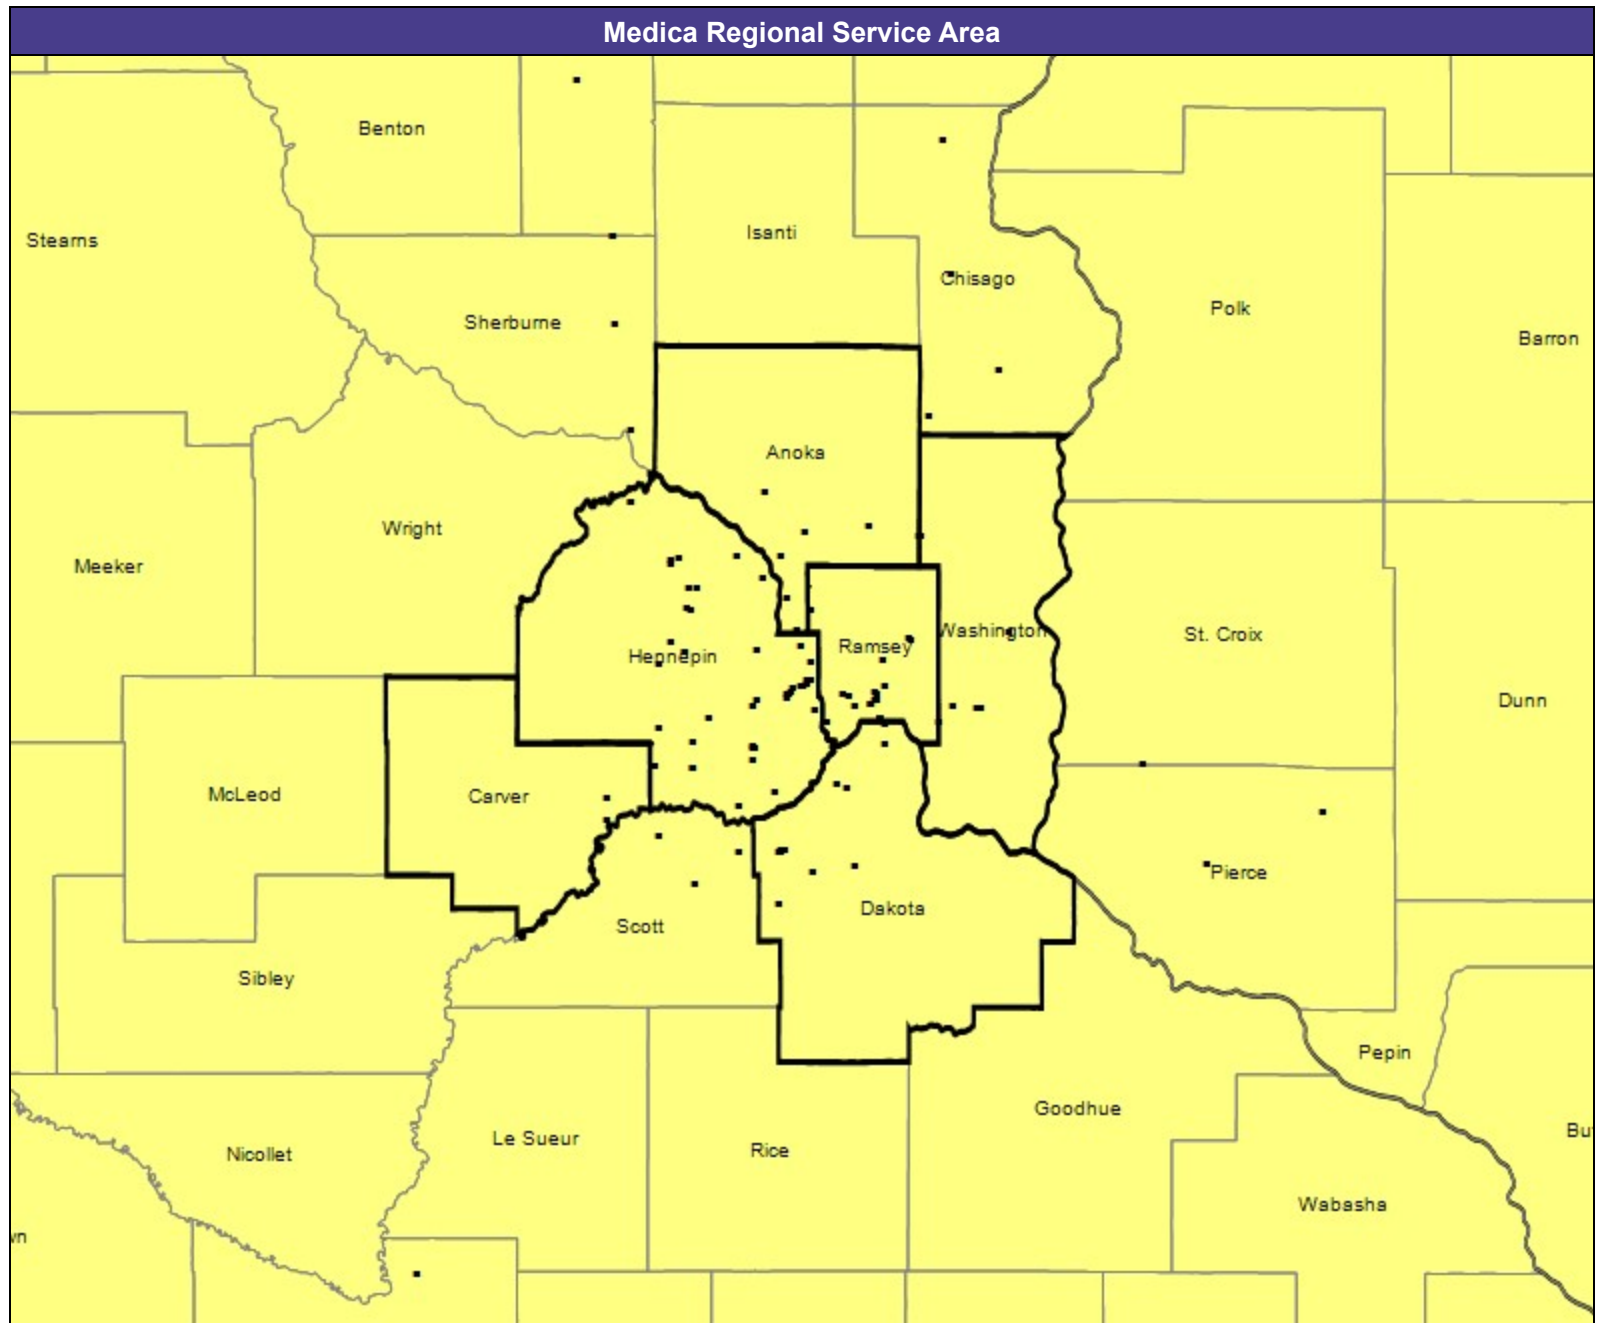 Medica Regional Service Area
Benton
Stearns
Isanti
Chisago
Polk
Sherburne
Barron
Anoka
Wright
Meeker
Washington
St. Croix
Ramsey
Hennepin
Dunn
McLeod
Carver
Pierce
Dakota
Scott
Sibley
Pepin
Goodhue
Bu
Le Sueur
Rice
Nicollet
Wabasha